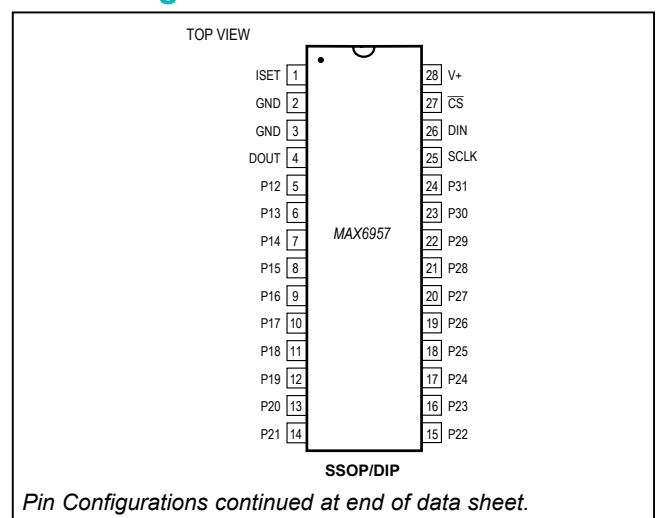 TOP VIEW
ISET 1
GND 2
GND 3
DOUT 4
P12 5
P13 6
P14 7
P15 8
P16 9
P17 10
P18 11
P19 12
P20 13
P21 14
MAX6957
28 V+
27 C̅S̅
26 DIN
25 SCLK
24 P31
23 P30
22 P29
21 P28
20 P27
19 P26
18 P25
17 P24
16 P23
15 P22
SSOP/DIP
Pin Configurations continued at end of data sheet.